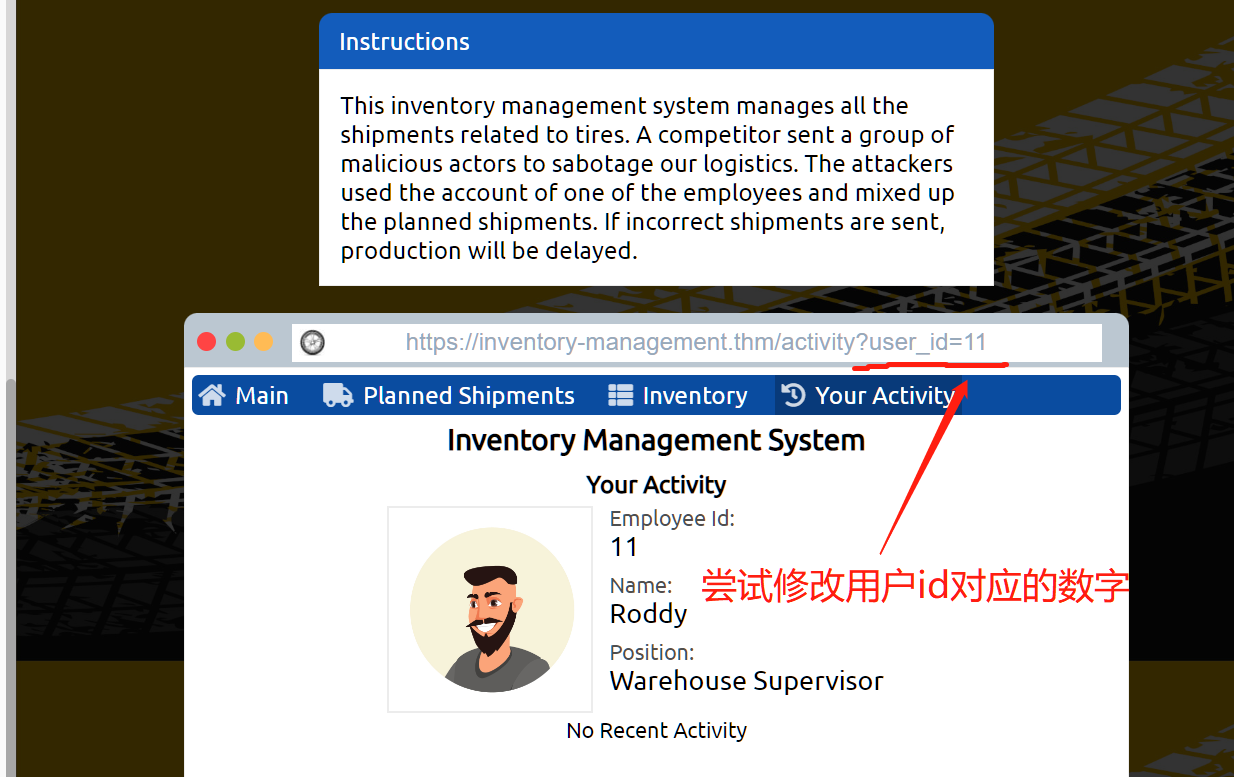 Instructions
This inventory management system manages all the
shipments related to tires. A competitor sent a group of
malicious actors to sabotage our logistics. The attackers
used the account of one of the employees and mixed up
the planned shipments. If incorrect shipments are sent,
production will be delayed.
https://inventory-management.thm/activity?user_id=11
Main Planned Shipments Inventory Your Activity
Inventory Management System
Your Activity
Employee Id:
11
尝试修改用户id对应的数字
Name:
Roddy
Position:
Warehouse Supervisor
No Recent Activity